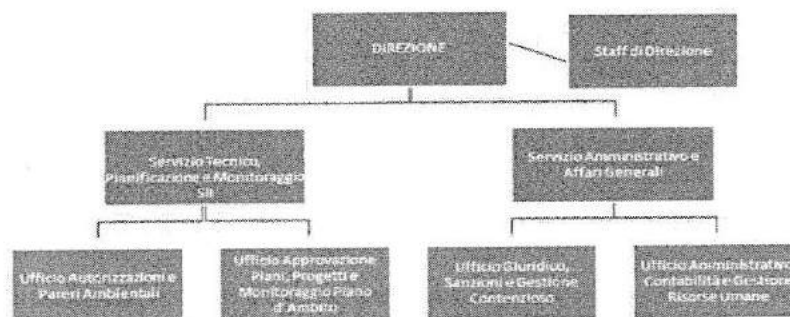 DIREZIONE
Staff di Direzione
Servizio Tecnico,
Pianificazione e Monitoraggio
SII
Servizio Amministrativo e
Affari Generali
Ufficio Autorizzazioni e
Pareri Ambientali
Ufficio Approvazione
Piani, Progetti e
Monitoraggio Piano
d'Ambito
Ufficio Giuridico,
Sanzioni e Gestione
Contenzioso
Ufficio Amministrativo,
Contabilità e Gestione
Risorse Umane